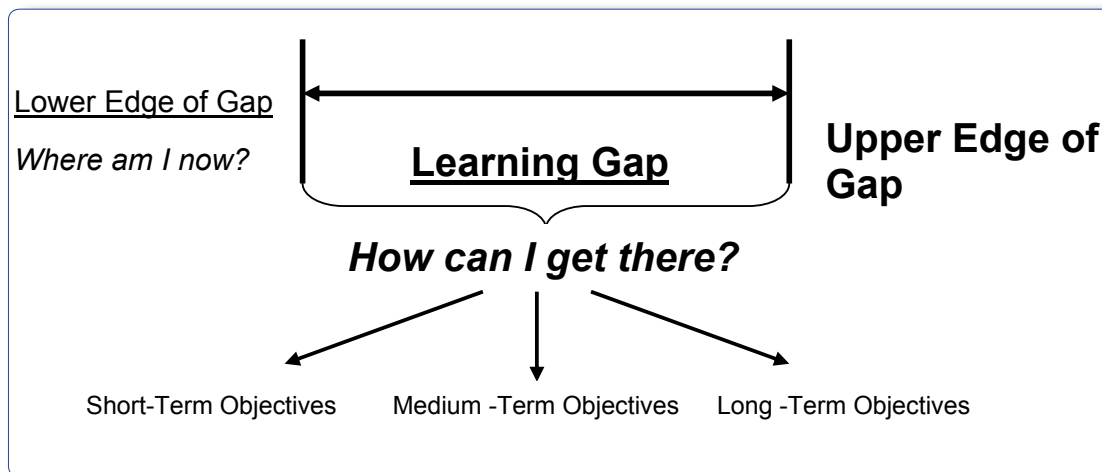 Lower Edge of Gap
Where am I now?
Learning Gap
Upper Edge of
Gap
How can I get there?
Short-Term Objectives
Medium -Term Objectives
Long -Term Objectives